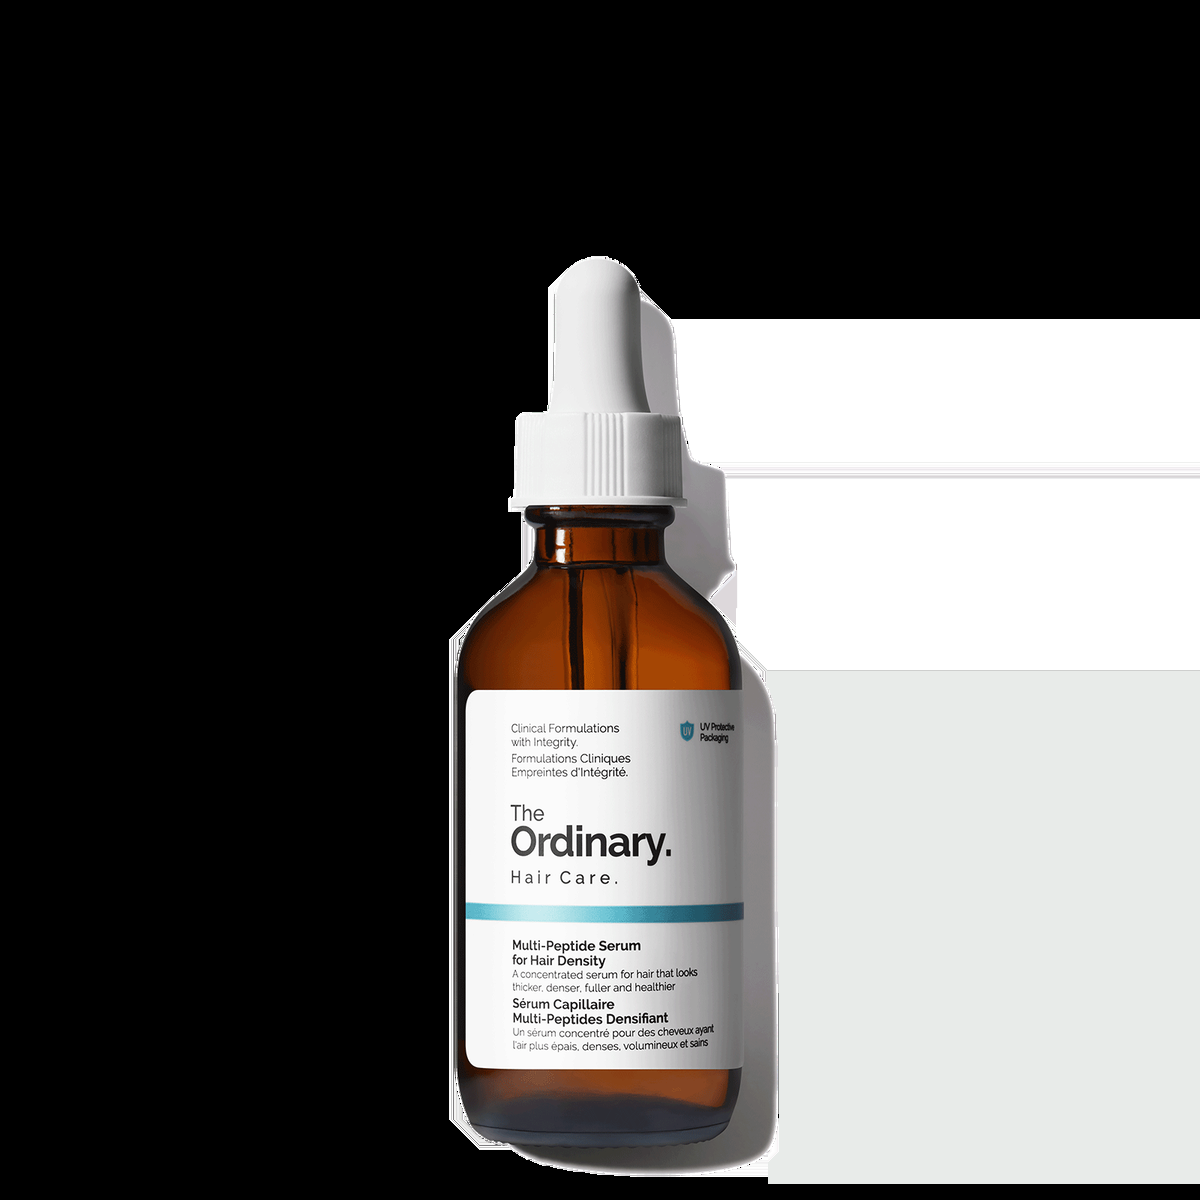 Clinical Formulations
with Integrity.
Formulations Cliniques
Empreintes d'Intégrité.
UV
UV Protective
Packaging
The
Ordinary.
Hair Care.
Multi-Peptide Serum
for Hair Density
A concentrated serum for hair that looks
thicker, denser, fuller and healthier
Sérum Capillaire
Multi-Peptides Densifiant
Un sérum concentré pour des cheveux ayant
l'air plus épais, denses, volumineux et sains